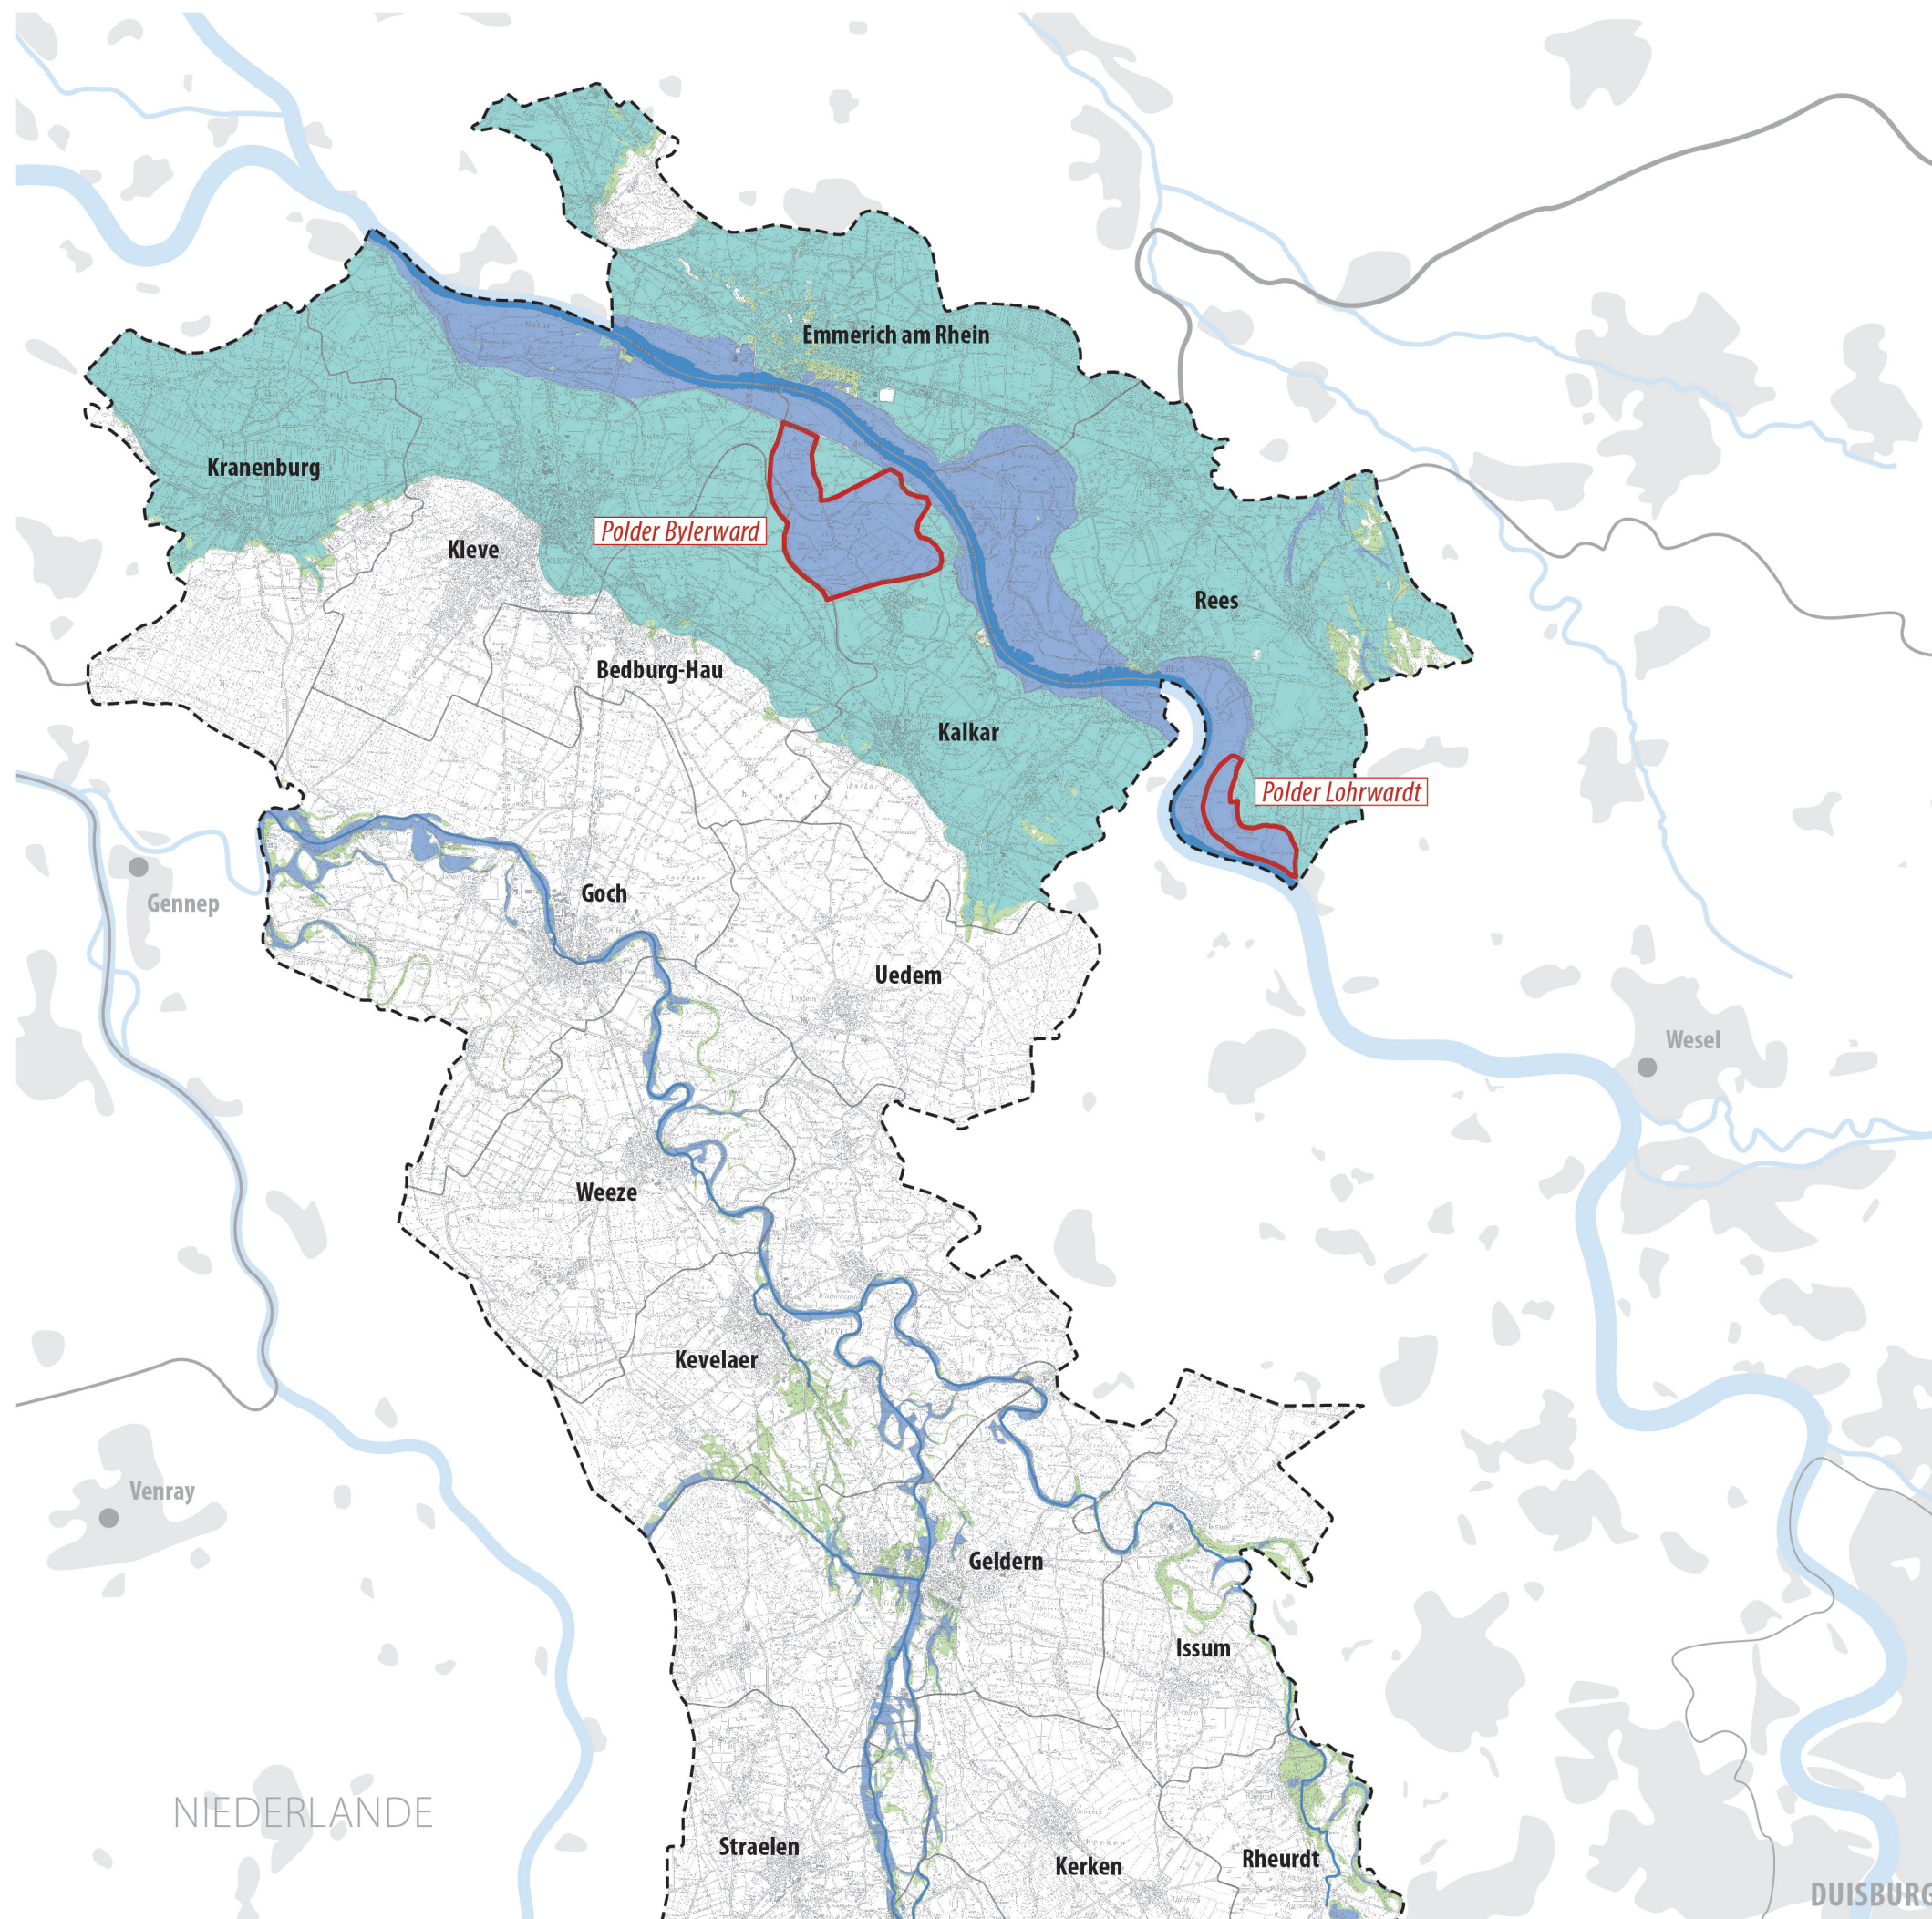 Emmerich am Rhein
Kranenburg
Polder Bylerward
Kleve
Rees
Bedburg-Hau
Kalkar
Polder Lohrwardt
Goch
Gennep
Uedem
Wesel
Weeze
Kevelaer
Venray
Geldern
Issum
NIEDERLANDE
Straelen
Kerken
Rheurdt
DUISBURG